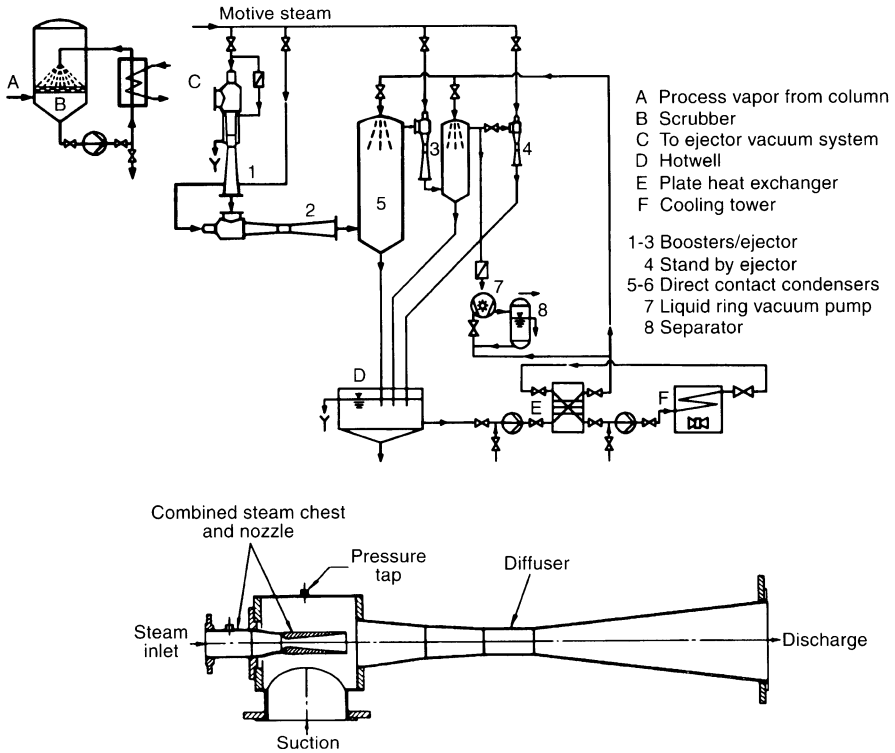 Motive steam
A
B
C
1
2
3
4
5
7
8
D
E
F
A Process vapor from column
B Scrubber
C To ejector vacuum system
D Hotwell
E Plate heat exchanger
F Cooling tower
1-3 Boosters/ejector
4 Stand by ejector
5-6 Direct contact condensers
7 Liquid ring vacuum pump
8 Separator
Combined steam chest
and nozzle
Pressure
tap
Diffuser
Steam
inlet
Discharge
Suction